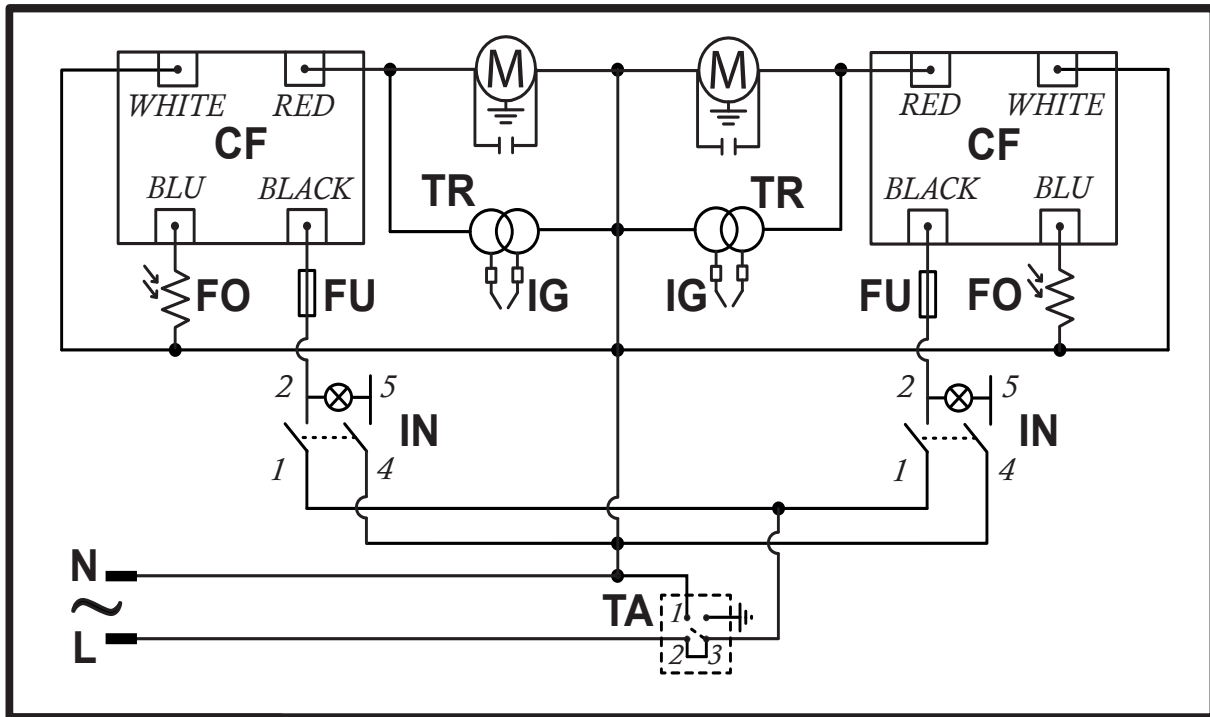 M M
WHITE RED RED WHITE
CF CF
BLU BLACK BLACK BLU
TR TR
FO FU IG IG FU FO
2 5 2 5
IN IN
1 4 1 4
N
~
L
TA 1
2 3